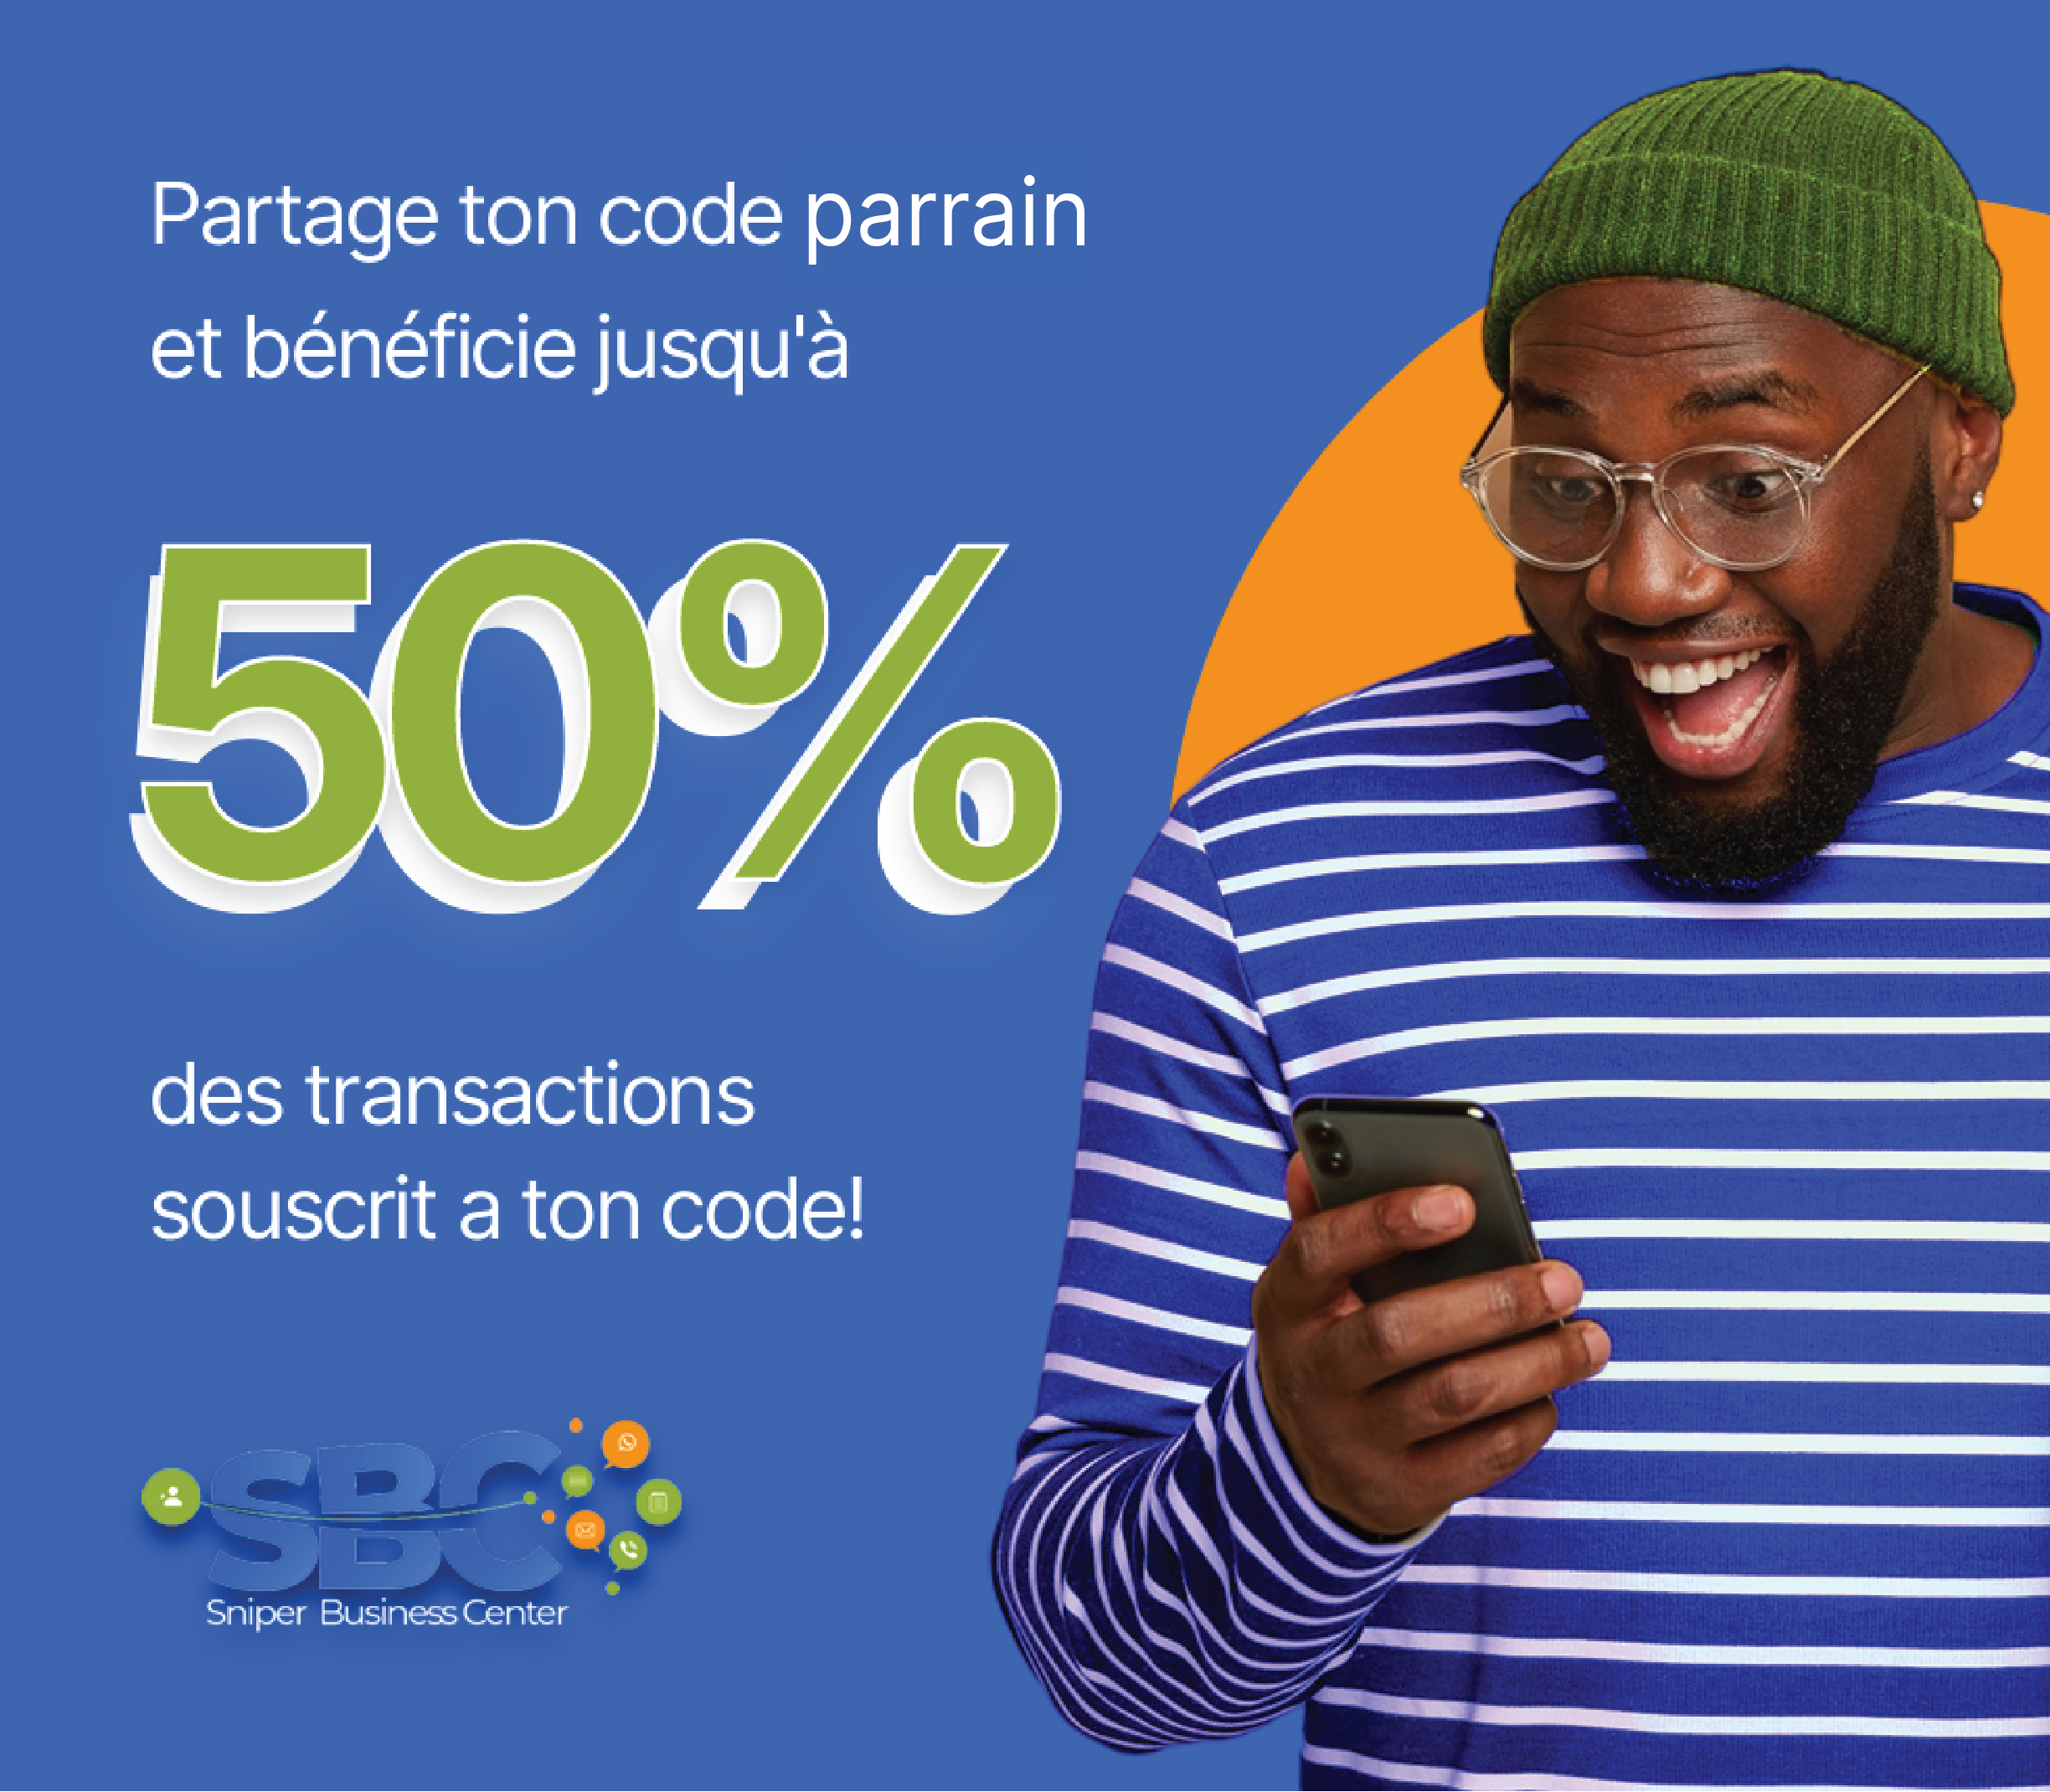 Partage ton code parrain
et bénéficie jusqu'à
50%
des transactions
souscrit a ton code!
SBC
Sniper Business Center